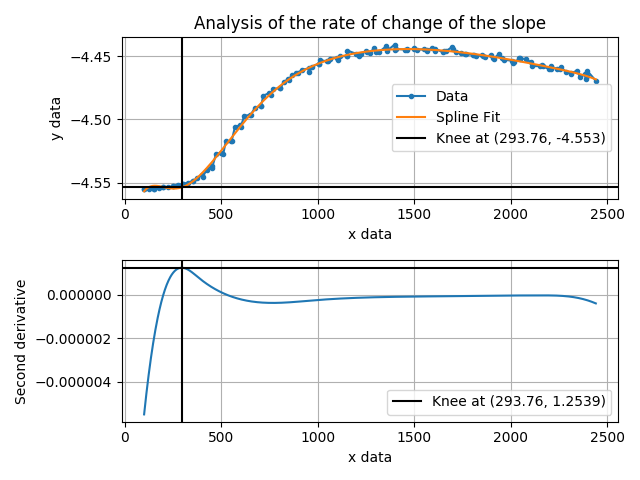 Analysis of the rate of change of the slope
−4.45
−4.50
−4.55
y data
Data
Spline Fit
Knee at (293.76, -4.553)
0 500 1000 1500 2000 2500
x data
0.000000
−0.000002
−0.000004
Second derivative
Knee at (293.76, 1.2539)
0 500 1000 1500 2000 2500
x data